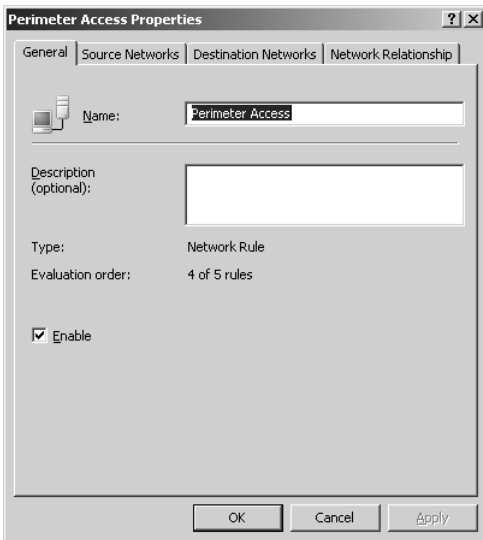 Perimeter Access Properties
General Source Networks Destination Networks Network Relationship
Name: Perimeter Access
Description
(optional):
Type: Network Rule
Evaluation order: 4 of 5 rules
Enable
OK Cancel Apply